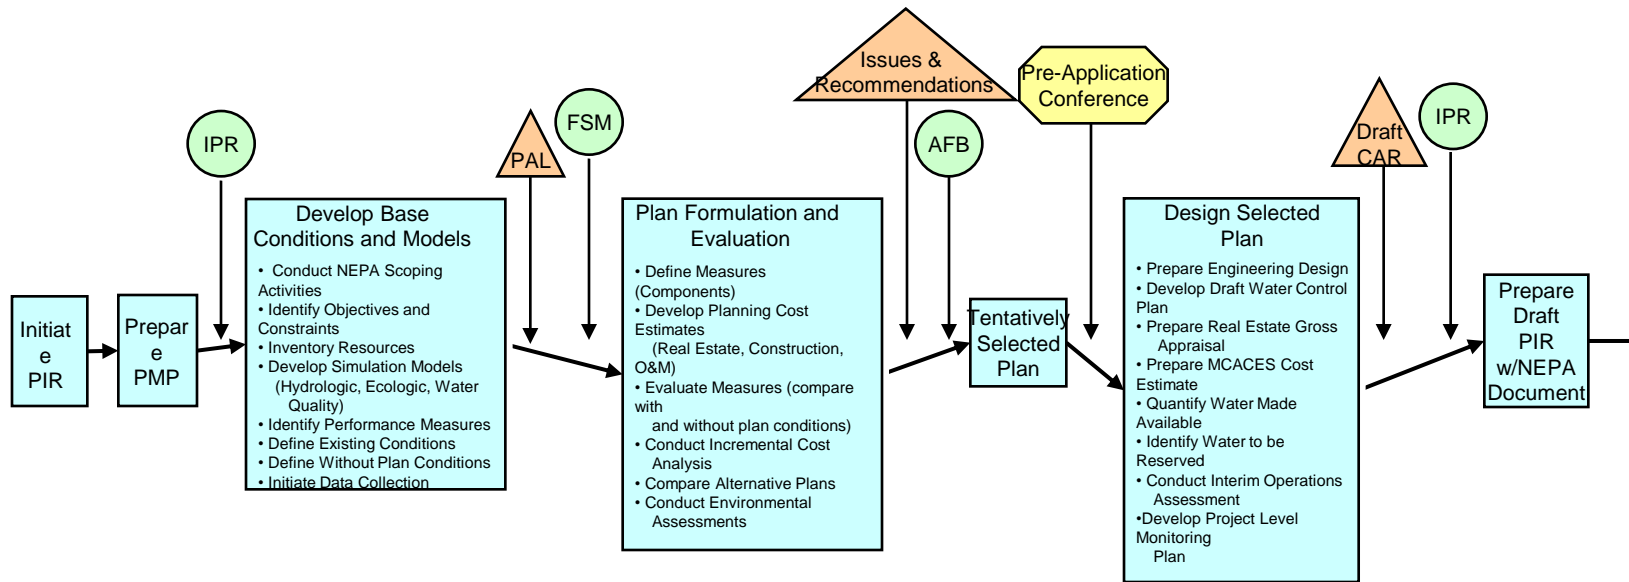 Initiat
e
PIR
Prepar
e
PMP
IPR
Develop Base
Conditions and Models
• Conduct NEPA Scoping
Activities
• Identify Objectives and
Constraints
• Inventory Resources
• Develop Simulation Models
(Hydrologic, Ecologic, Water
Quality)
• Identify Performance Measures
• Define Existing Conditions
• Define Without Plan Conditions
• Initiate Data Collection
PAL
FSM
Plan Formulation and
Evaluation
• Define Measures
(Components)
• Develop Planning Cost
Estimates
(Real Estate, Construction,
O&M)
• Evaluate Measures (compare
with
and without plan conditions)
• Conduct Incremental Cost
Analysis
• Compare Alternative Plans
• Conduct Environmental
Assessments
Issues &
Recommendations
AFB
Tentatively
Selected
Plan
Pre-Application
Conference
Design Selected
Plan
• Prepare Engineering Design
• Develop Draft Water Control
Plan
• Prepare Real Estate Gross
Appraisal
• Prepare MCACES Cost
Estimate
• Quantify Water Made
Available
• Identify Water to be
Reserved
• Conduct Interim Operations
Assessment
•Develop Project Level
Monitoring
Plan
Draft
CAR
IPR
Prepare
Draft
PIR
w/NEPA
Document